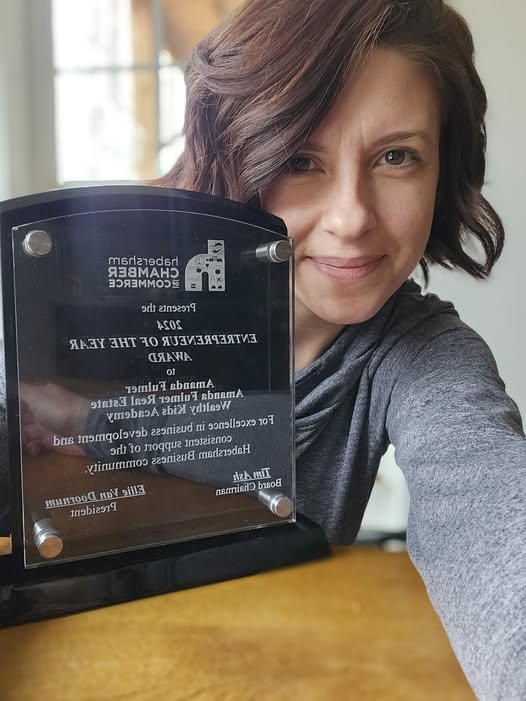 habersham
CHAMBER
OF COMMERCE
Presents the
2024
ENTREPRENEUR OF THE YEAR
AWARD
to
Amanda Fulmer
Amanda Fulmer Real Estate
Wealthy Kids Academy
For excellence in business development and
consistent support of the
Habersham Business community.
Tim Ash
Board Chairman
Ellie Van Doornum
President